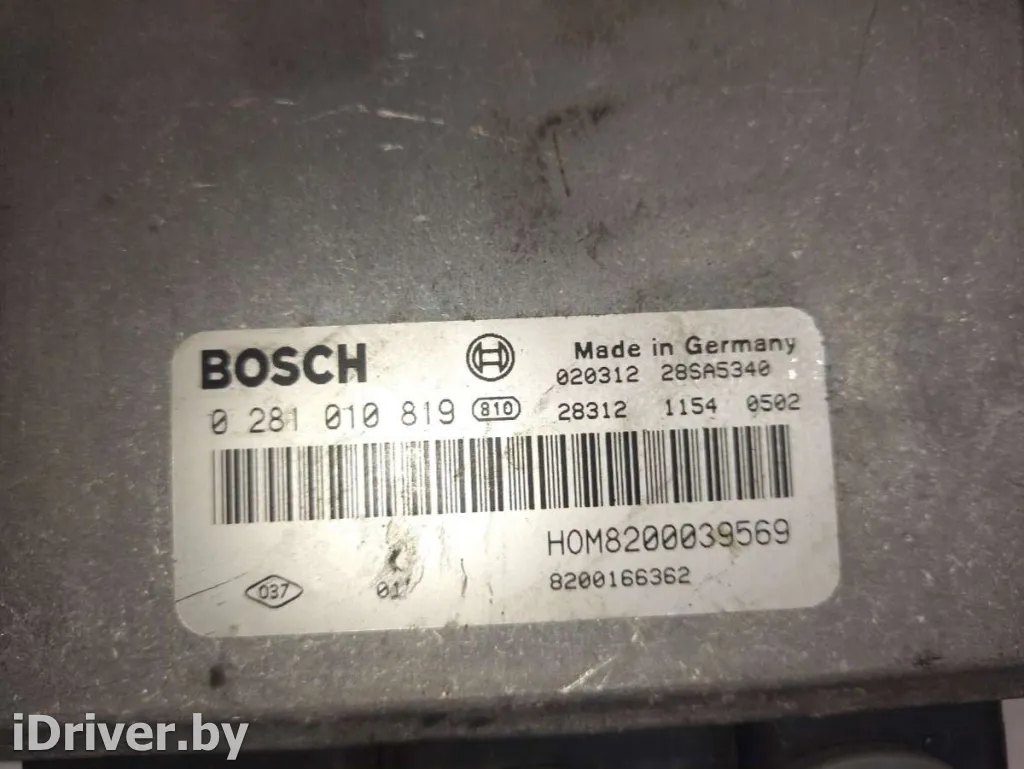 BOSCH
Made in Germany
020312 28SA5340
0 281 010 819 810 28312 1154 0502
HOM8200039569
037 01 8200166362
iDriver.by